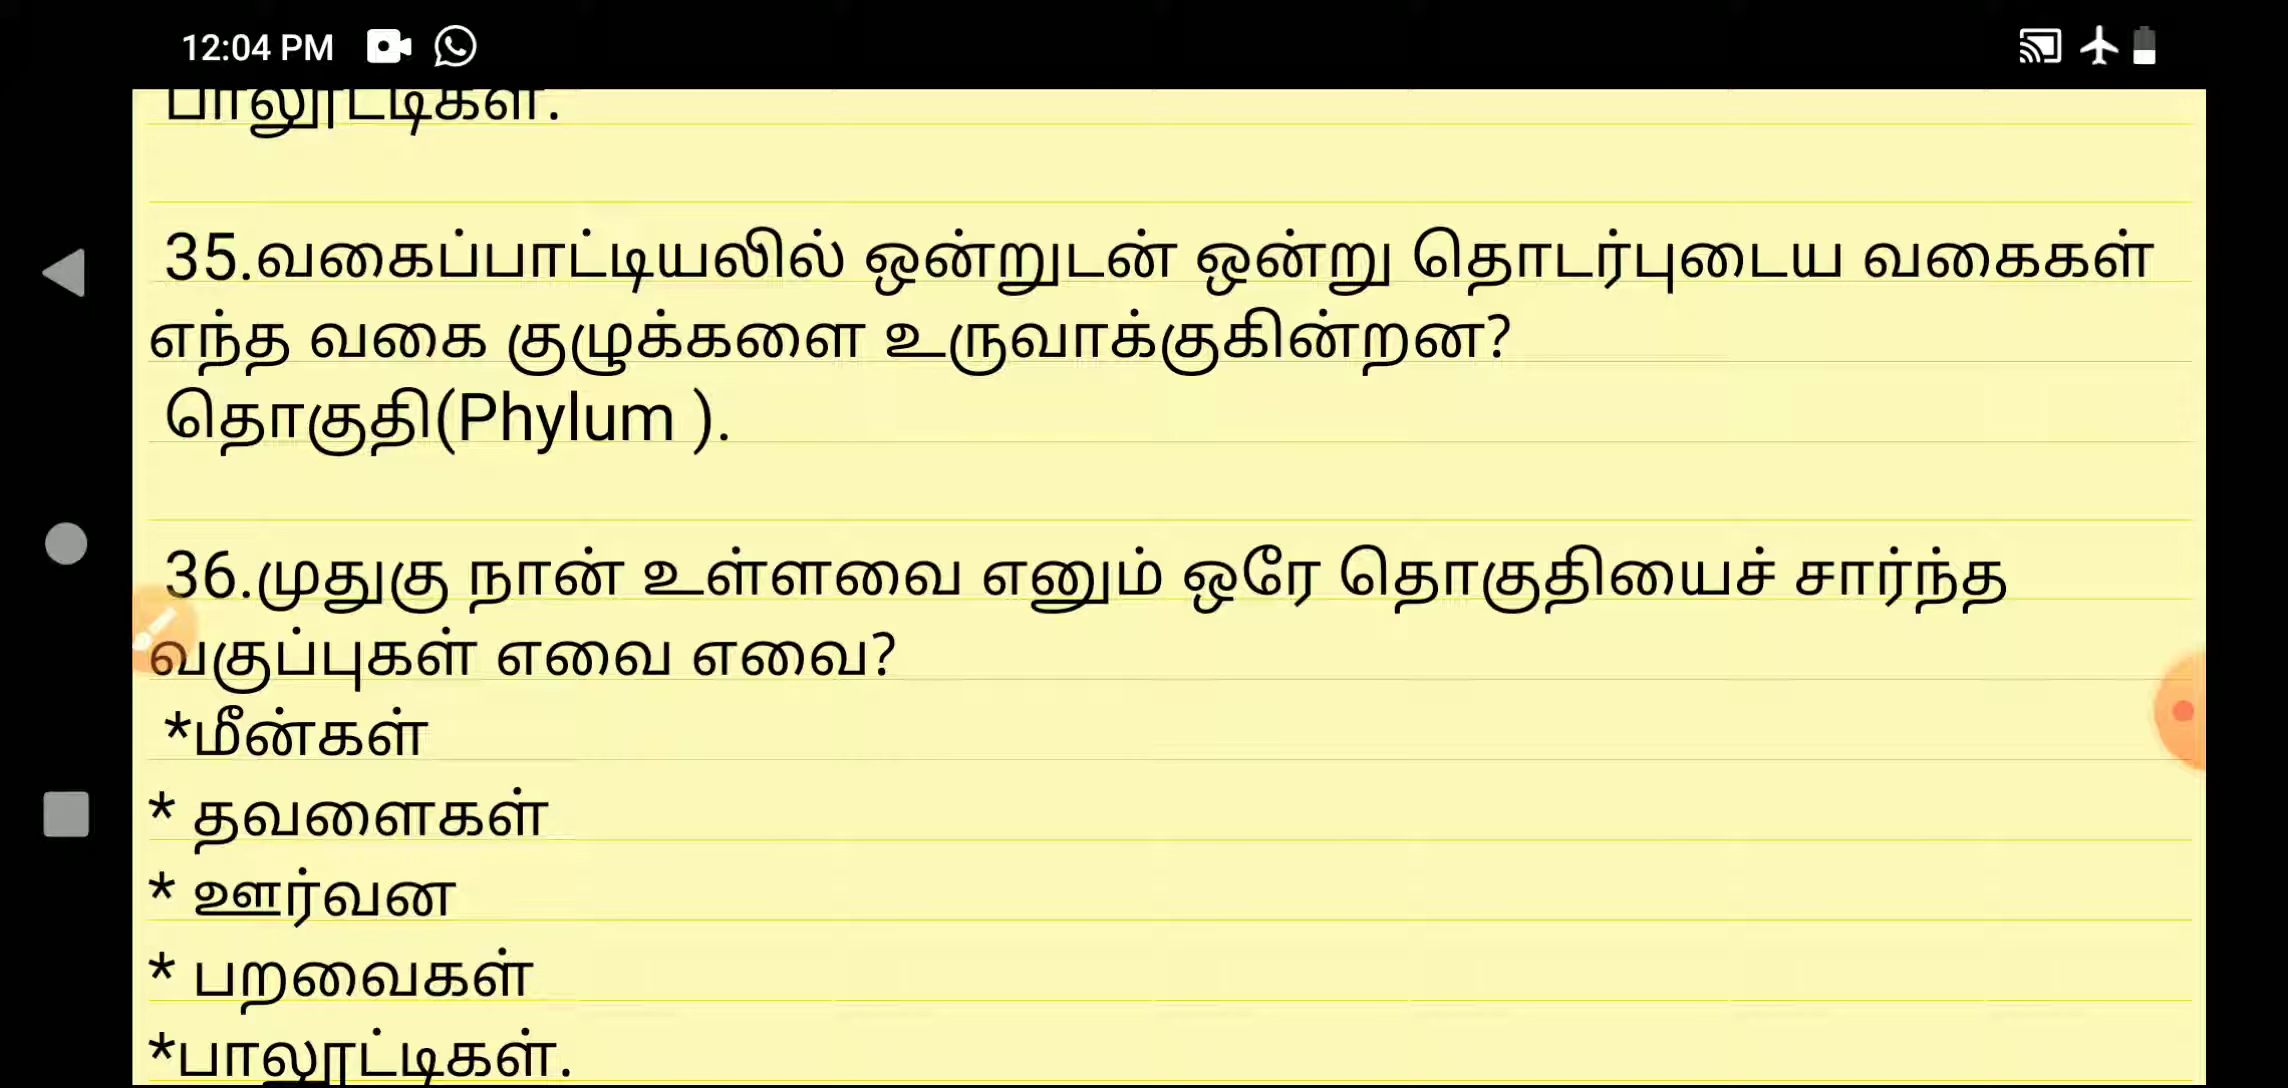 12:04 PM
பாலூட்டிகள்.
35.வகைப்பாட்டியலில் ஒன்றுடன் ஒன்று தொடர்புடைய வகைகள்
எந்த வகை குழுக்களை உருவாக்குகின்றன?
தொகுதி(Phylum ).
36.முதுகு நான் உள்ளவை எனும் ஒரே தொகுதியைச் சார்ந்த
வகுப்புகள் எவை எவை?
*மீன்கள்
* தவளைகள்
* ஊர்வன
* பறவைகள்
*பாலூட்டிகள்.